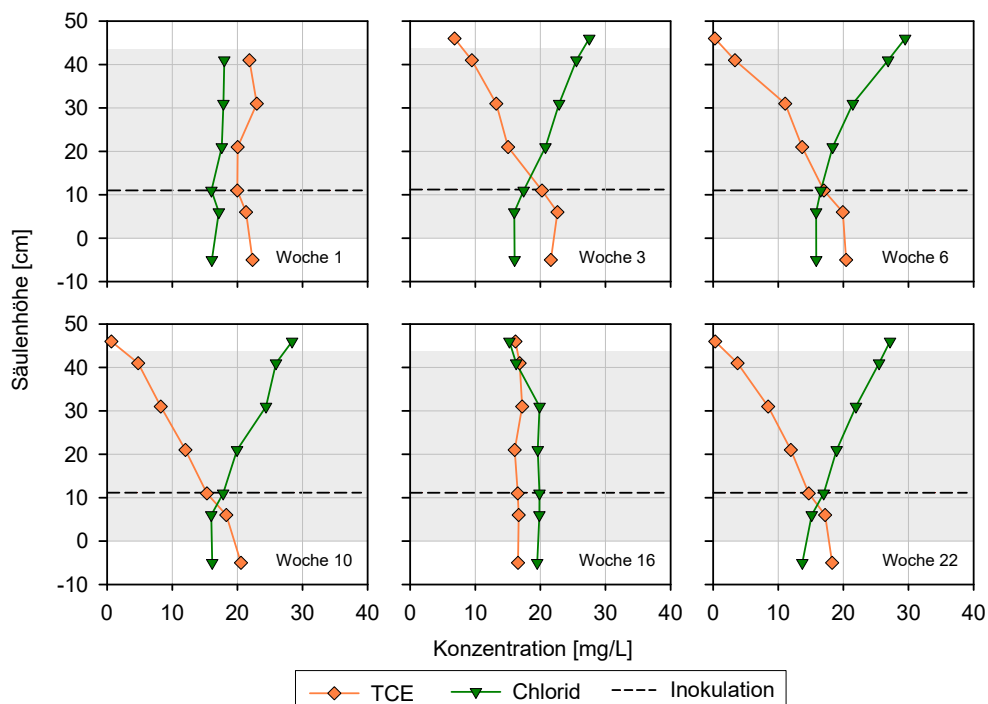 50
40
30
20
10
0
-10
Woche 1
Woche 3
Woche 6
Säulenhöhe [cm]
50
40
30
20
10
0
-10
Woche 10
Woche 16
Woche 22
0 10 20 30 40
0 10 20 30 40
0 10 20 30 40
Konzentration [mg/L]
TCE Chlorid Inokulation